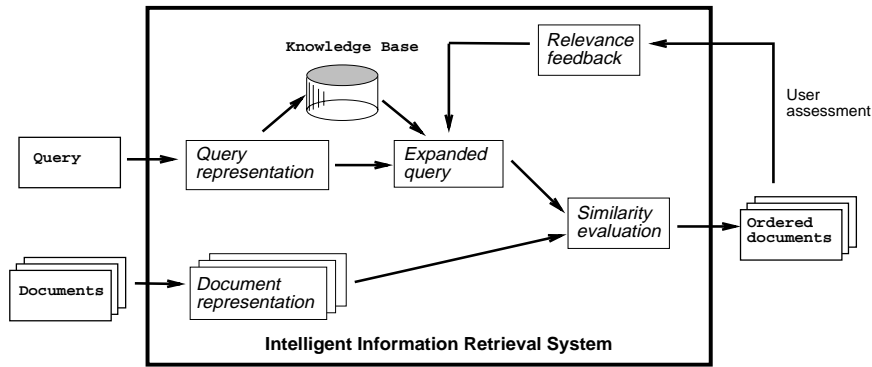 Knowledge Base
Relevance
feedback
User
assessment
Query
Query
representation
Expanded
query
Similarity
evaluation
Ordered
documents
Documents
Document
representation
Intelligent Information Retrieval System